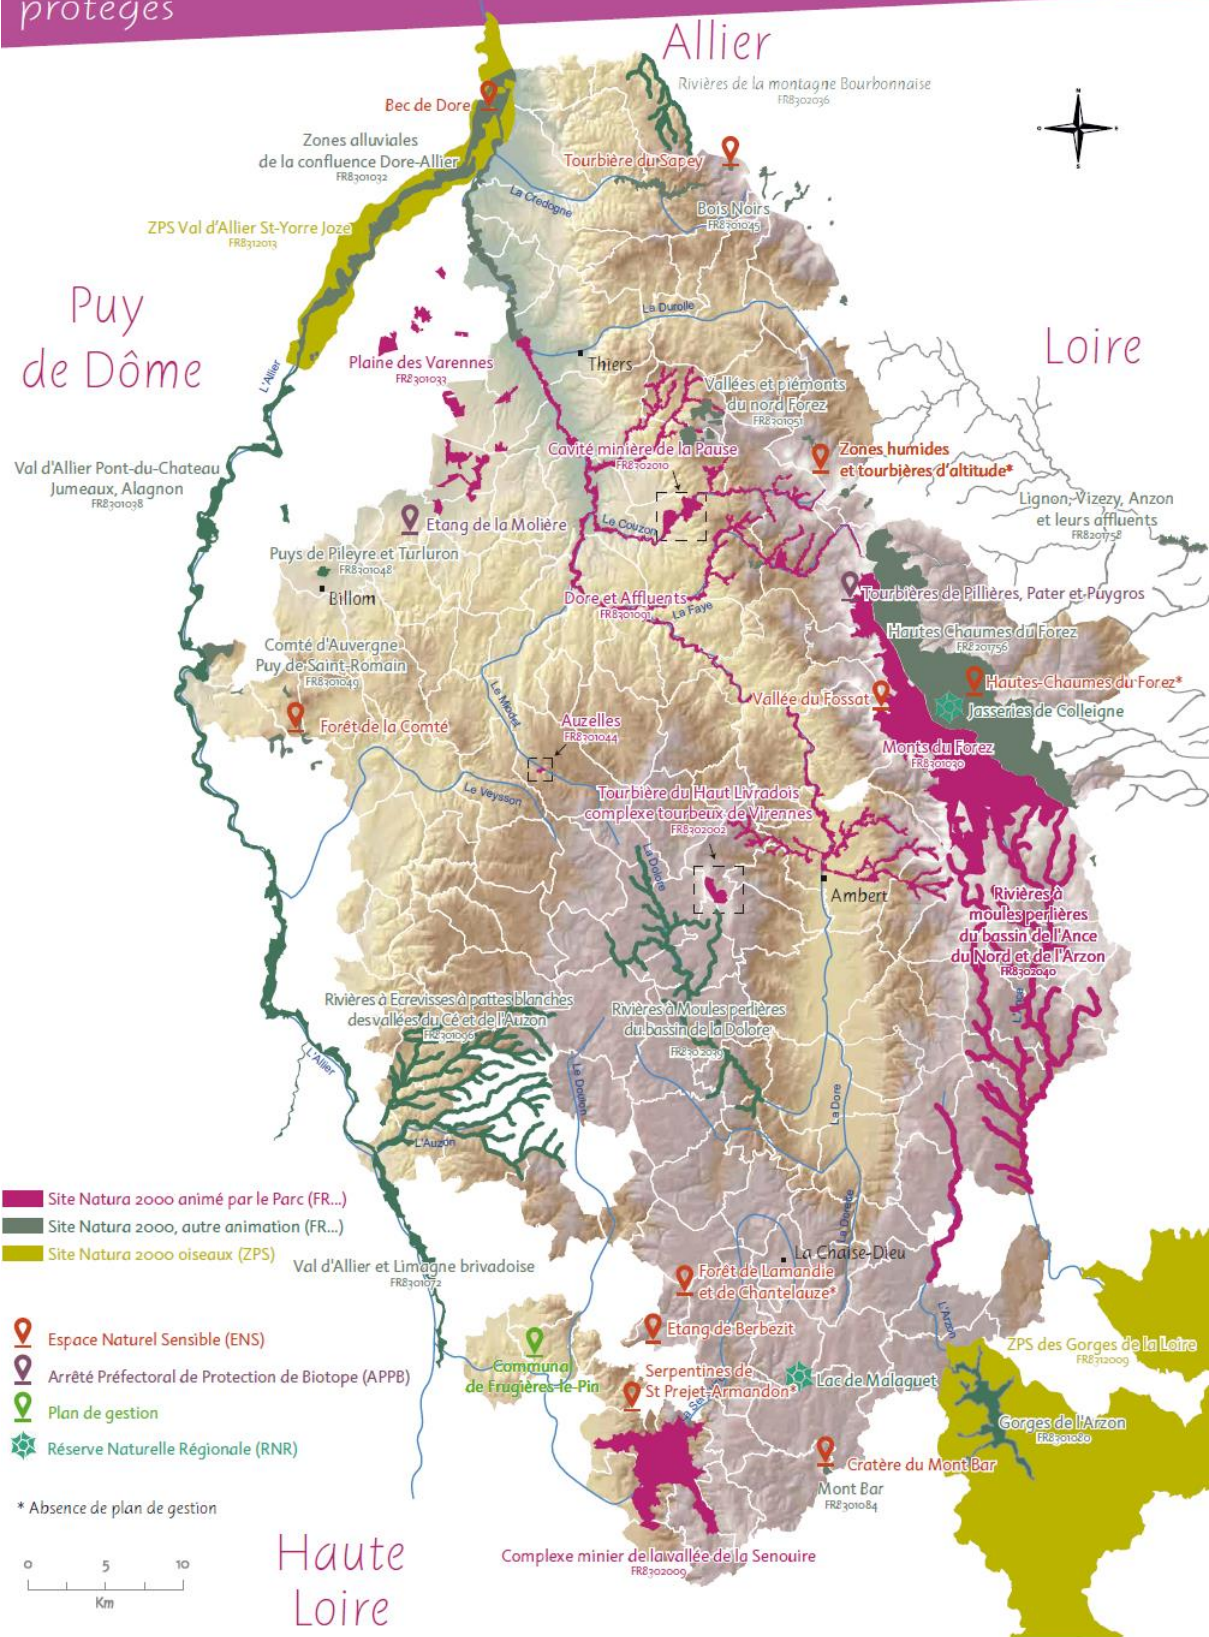 protégés
Allier
Rivières de la montagne Bourbonnaise
FR8302036
Bec de Dore
Zones alluviales
de la confluence Dore-Allier
FR8301032
Tourbière du Sapey
La Credogne
Bois Noirs
FR8301045
ZPS Val d'Allier St-Yorre Joze
FR8312013
N
O
E
S
Puy
de Dôme
La Durolle
Loire
Thiers
Plaine des Varennes
FR8301033
L'Allier
Vallées et piémonts
du nord Forez
FR8301051
Cavité minière de la Pause
FR8302010
Zones humides
et tourbières d'altitude*
Val d'Allier Pont-du-Chateau
Jumeaux, Alagnon
FR8301038
Lignon, Vizezy, Anzon
et leurs affluents
FR8201758
Etang de la Molière
Le Couzon
Puys de Pileyre et Turluron
FR8301048
Billom
Dore et Affluents
FR8301091
La Faye
Tourbières de Pillières, Pater et Puygros
Hautes Chaumes du Forez
FR8201756
Comté d'Auvergne
Puy de Saint-Romain
FR8301049
Le Miodet
Vallée du Fossat
Hautes-Chaumes du Forez*
Jasseries de Colleigne
Forêt de la Comté
Auzelles
FR8301044
Monts du Forez
FR8301030
Le Veysson
Tourbière du Haut Livradois
complexe tourbeux de Virennes
FR8302002
La Dolore
Ambert
Rivières à
moules perlières
du bassin de l'Ance
du Nord et de l'Arzon
FR8302040
Rivières à Ecrevisses à pattes blanches
des vallées du Cé et de l'Auzon
FR8301096
Rivières à Moules perlières
du bassin de la Dolore
FR8302039
L'Allier
Le Doulon
La Dore
L'Auzon
Site Natura 2000 animé par le Parc (FR...)
Site Natura 2000, autre animation (FR...)
Site Natura 2000 oiseaux (ZPS)
La Dorette
Val d'Allier et Limagne brivadoise
FR8301072
La Chaise-Dieu
Forêt de Lamandie
et de Chantelauze*
Etang de Berbezit
L'Arzon
Espace Naturel Sensible (ENS)
Arrêté Préfectoral de Protection de Biotope (APPB)
Plan de gestion
Réserve Naturelle Régionale (RNR)
Communal
de Frugières-le-Pin
Serpentines de
St Prejet-Armandon*
Lac de Malaguet
ZPS des Gorges de la Loire
FR8312009
Gorges de l'Arzon
FR8301080
Cratère du Mont Bar
Mont Bar
FR8301084
* Absence de plan de gestion
0 5 10
Km
Haute
Loire
Complexe minier de la vallée de la Senouire
FR8302009